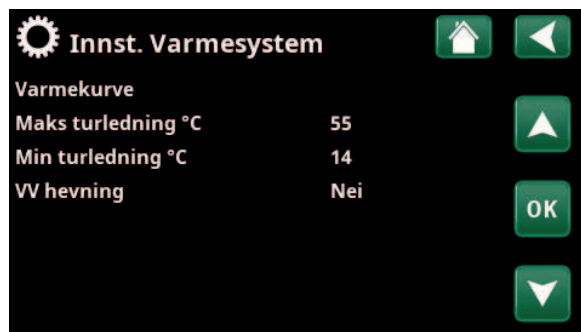 Innst. Varmesystem
Varmekurve
Maks turledning °C 55
Min turledning °C 14
VV hevning Nei
OK